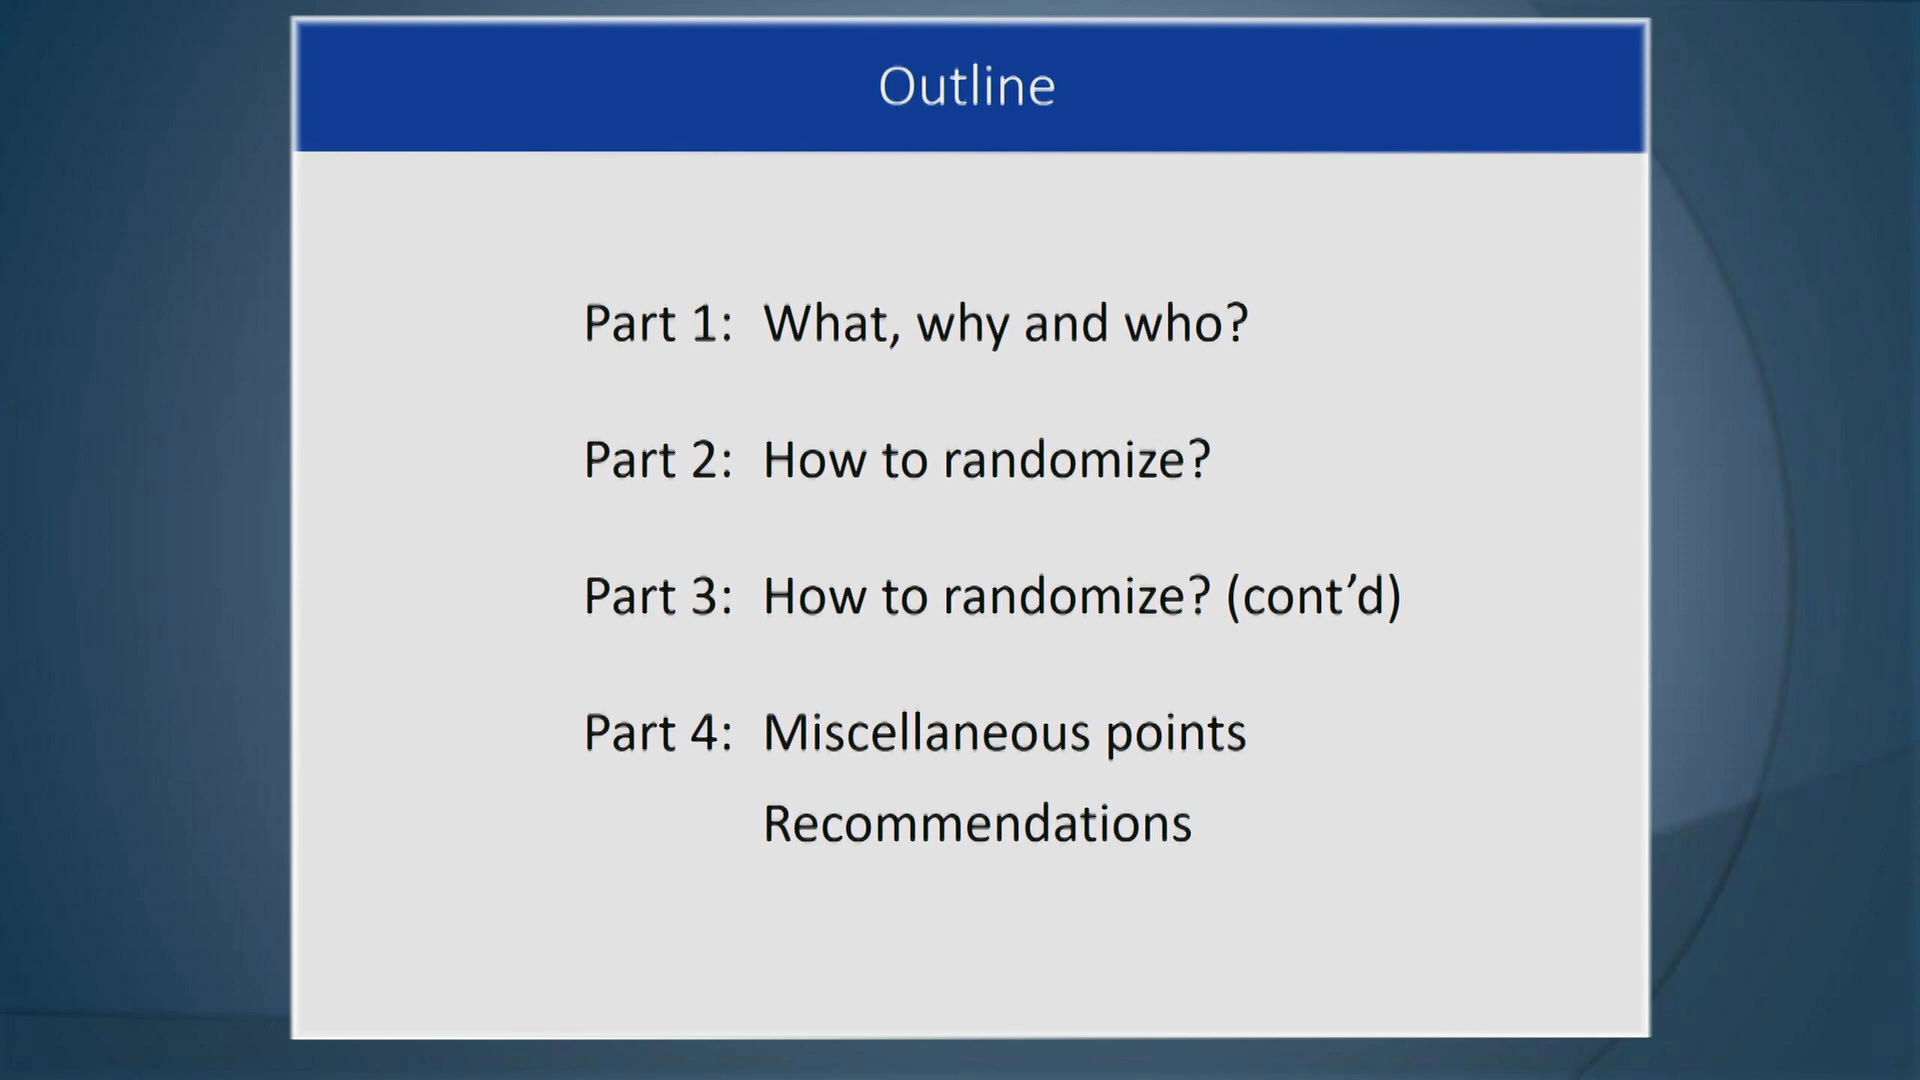 Outline
Part 1: What, why and who?
Part 2: How to randomize?
Part 3: How to randomize? (cont’d)
Part 4: Miscellaneous points
Recommendations